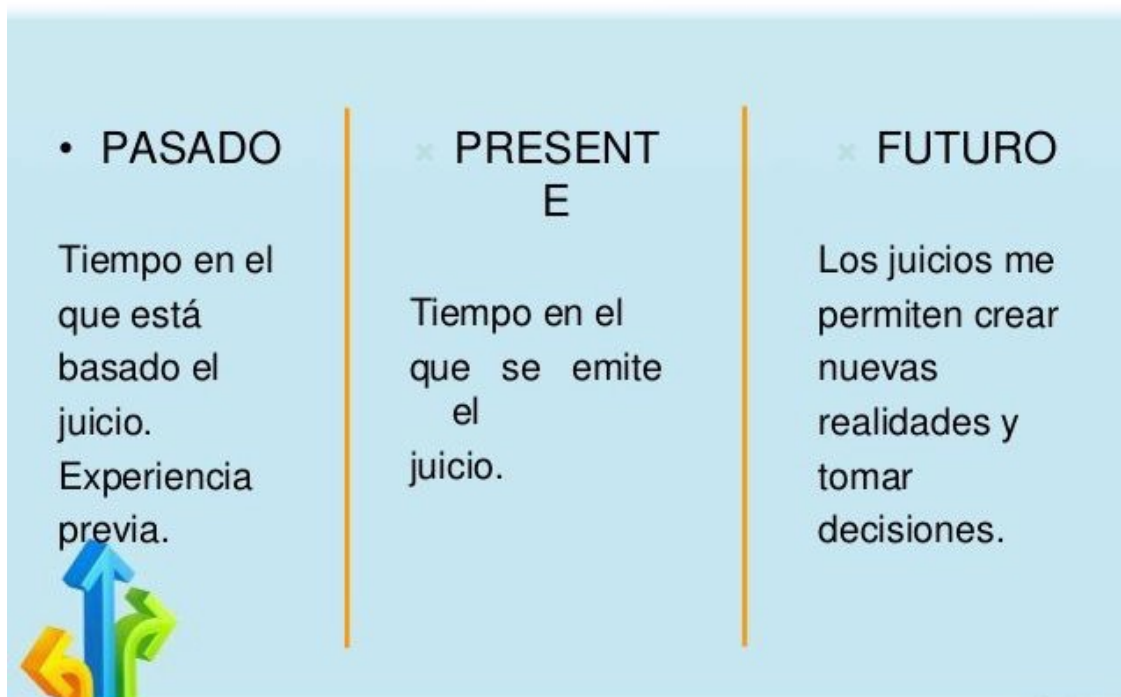 • PASADO
Tiempo en el
que está
basado el
juicio.
Experiencia
previa.
× PRESENT
E
Tiempo en el
que se emite
el
juicio.
× FUTURO
Los juicios me
permiten crear
nuevas
realidades y
tomar
decisiones.